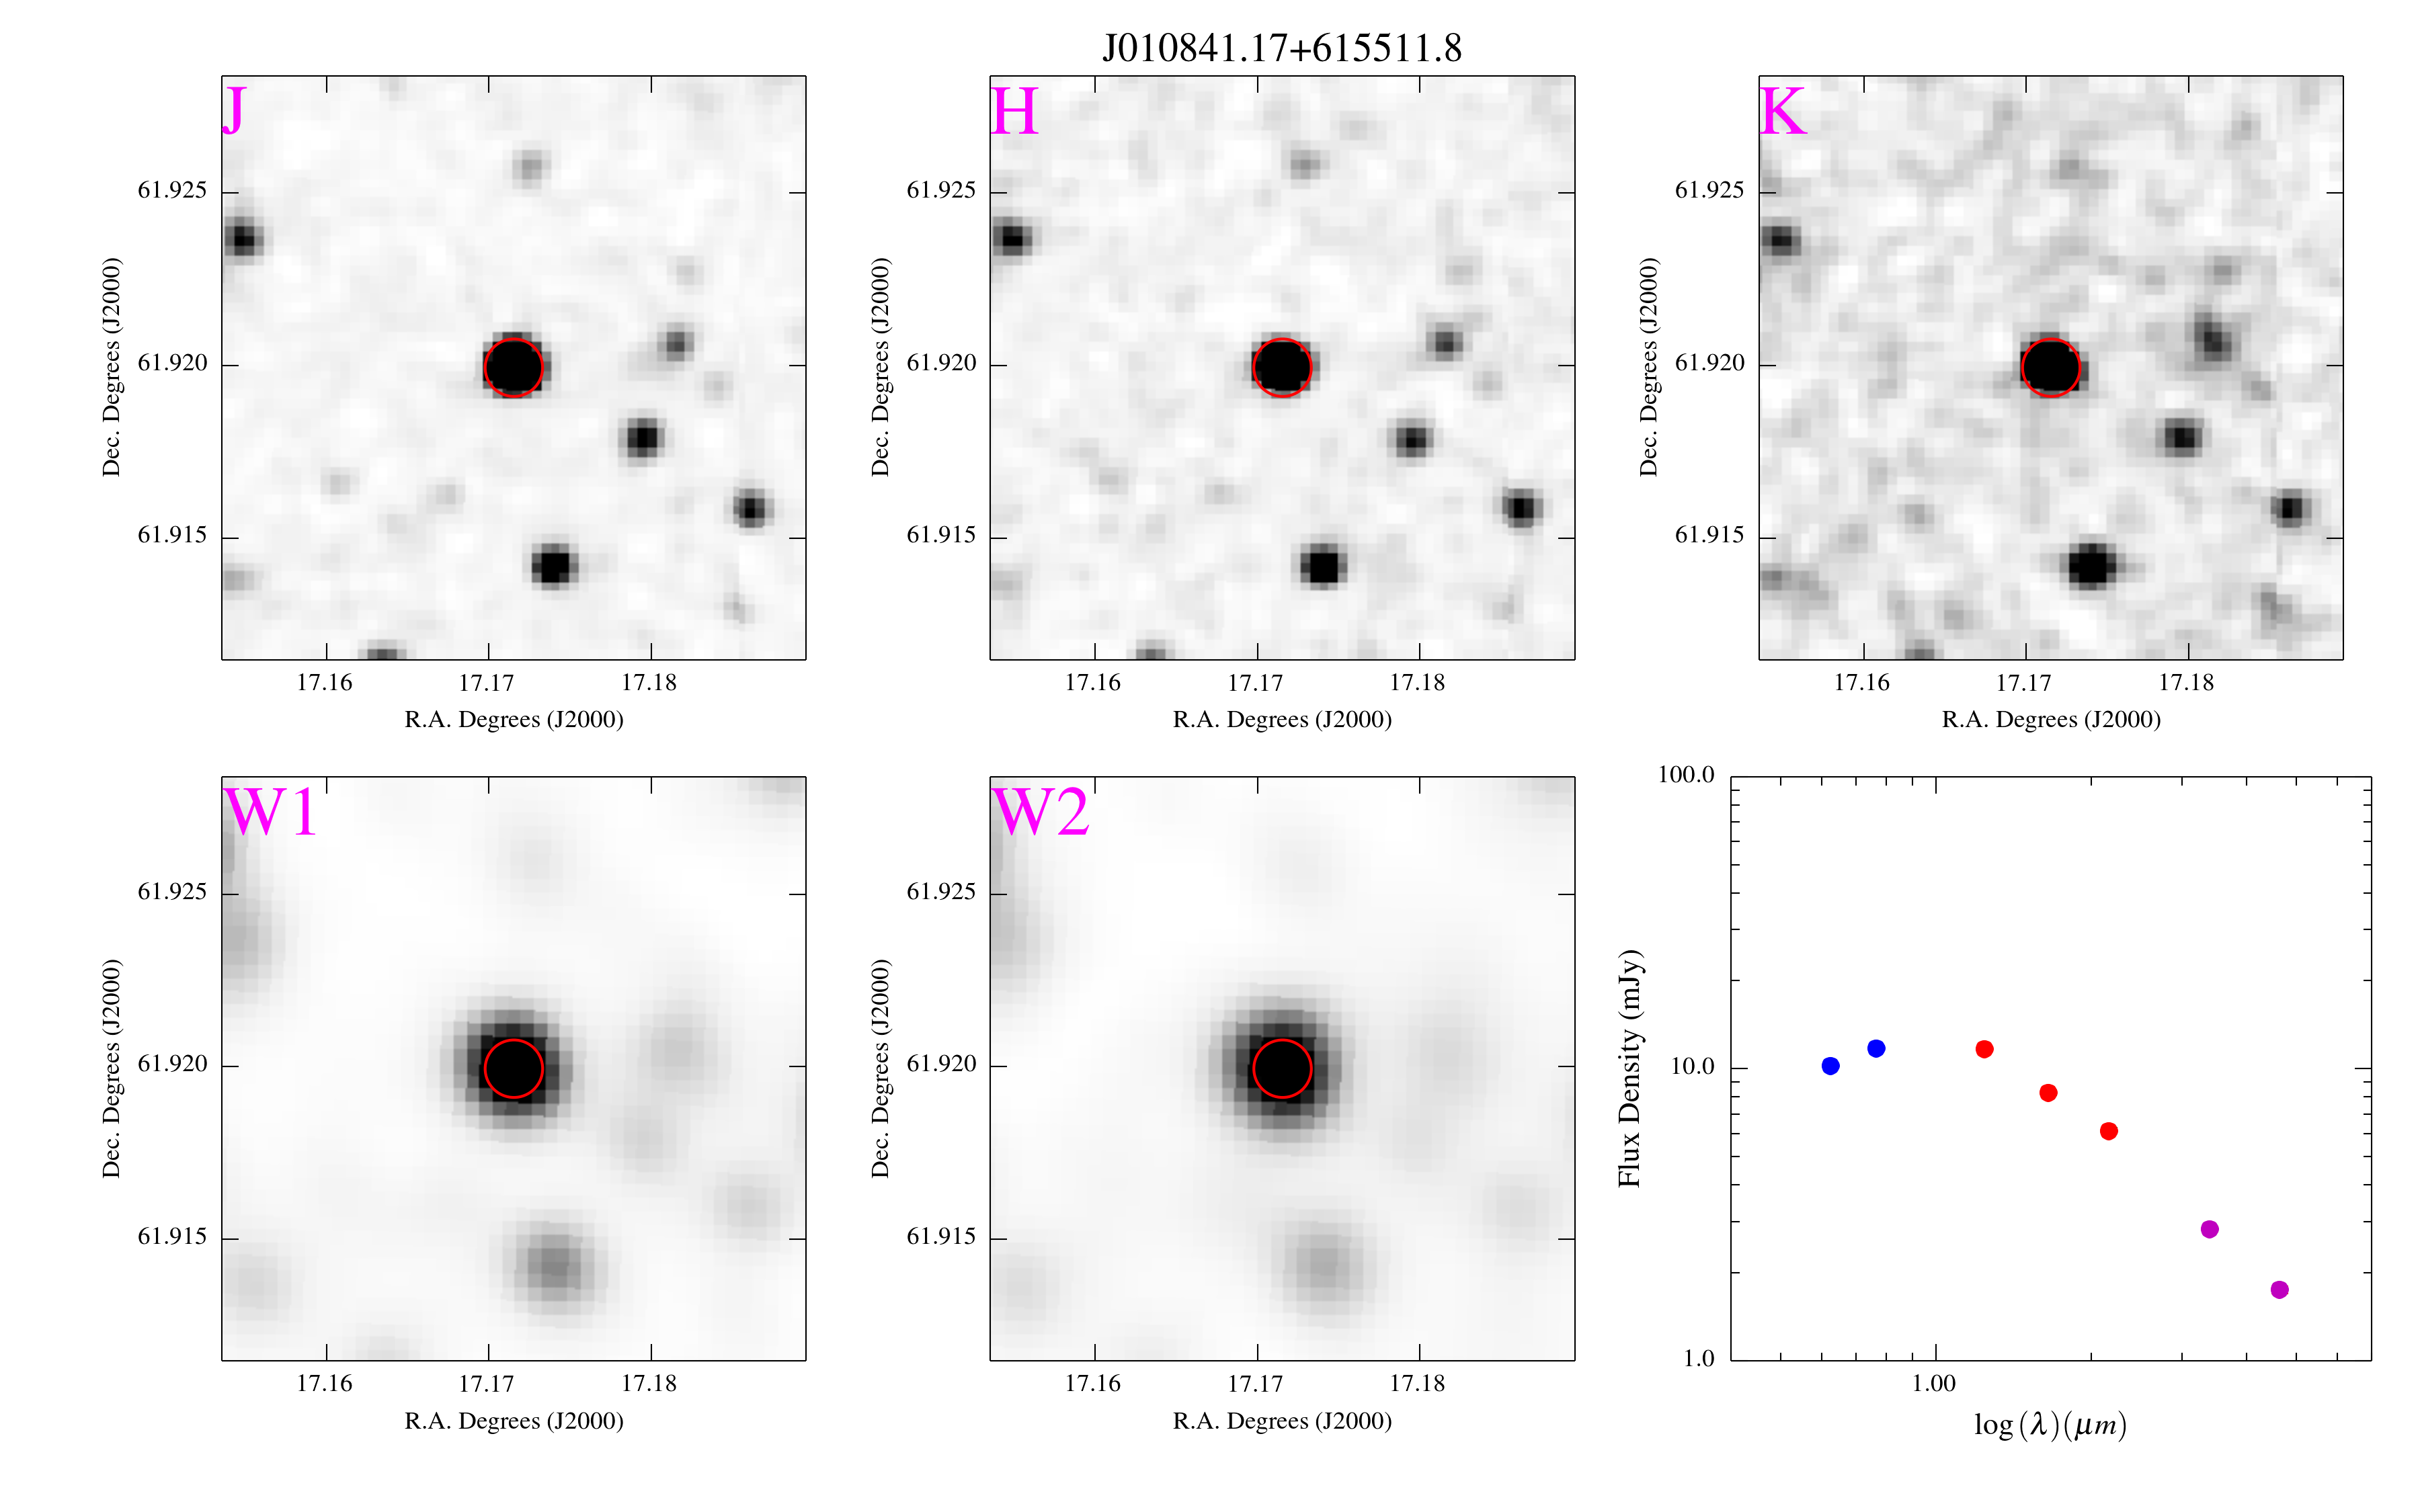 J010841.17+615511.8
J
H
K
61.925
61.920
61.915
Dec. Degrees (J2000)
17.16 17.17 17.18
R.A. Degrees (J2000)
61.925
61.920
61.915
Dec. Degrees (J2000)
17.16 17.17 17.18
R.A. Degrees (J2000)
61.925
61.920
61.915
Dec. Degrees (J2000)
17.16 17.17 17.18
R.A. Degrees (J2000)
W1
61.925
61.920
61.915
Dec. Degrees (J2000)
17.16 17.17 17.18
R.A. Degrees (J2000)
W2
61.925
61.920
61.915
Dec. Degrees (J2000)
17.16 17.17 17.18
R.A. Degrees (J2000)
100.0
10.0
1.0
Flux Density (mJy)
1.00
log(λ)(μm)